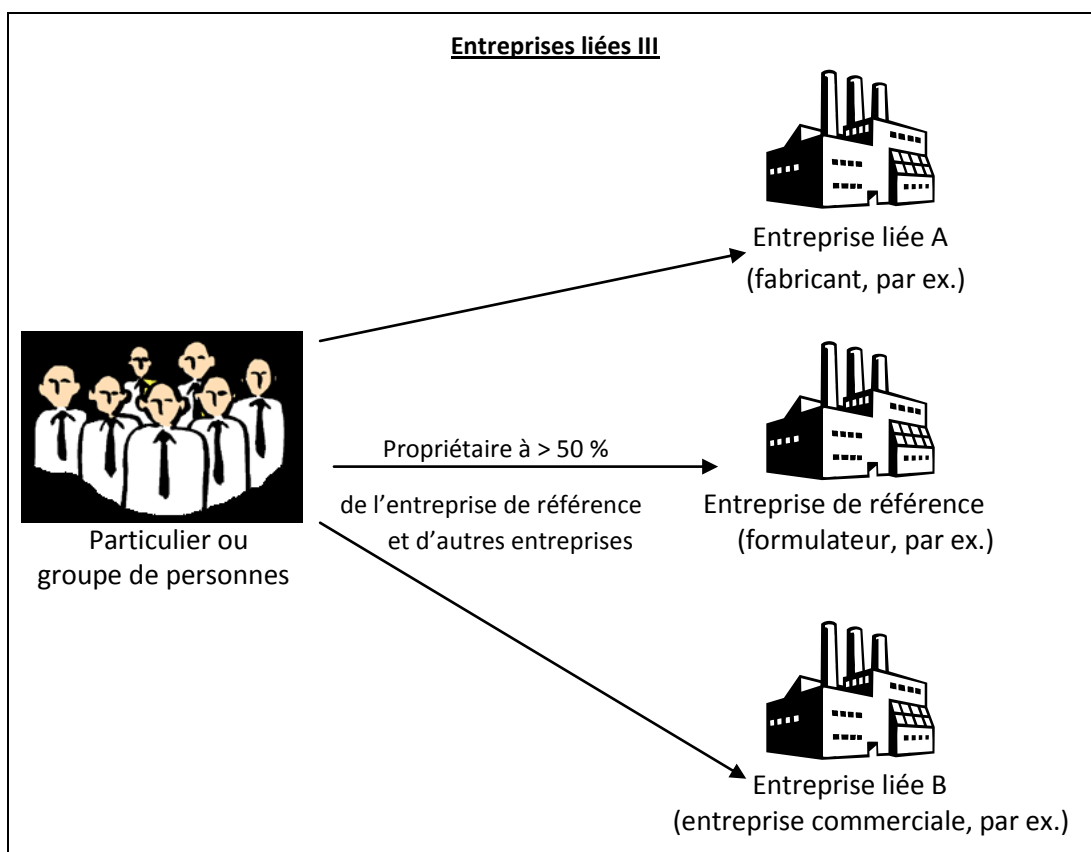 Entreprises liées III
Entreprise liée A
(fabricant, par ex.)
Propriétaire à > 50 %
de l'entreprise de référence
et d'autres entreprises
Entreprise de référence
(formulateur, par ex.)
Particulier ou
groupe de personnes
Entreprise liée B
(entreprise commerciale, par ex.)